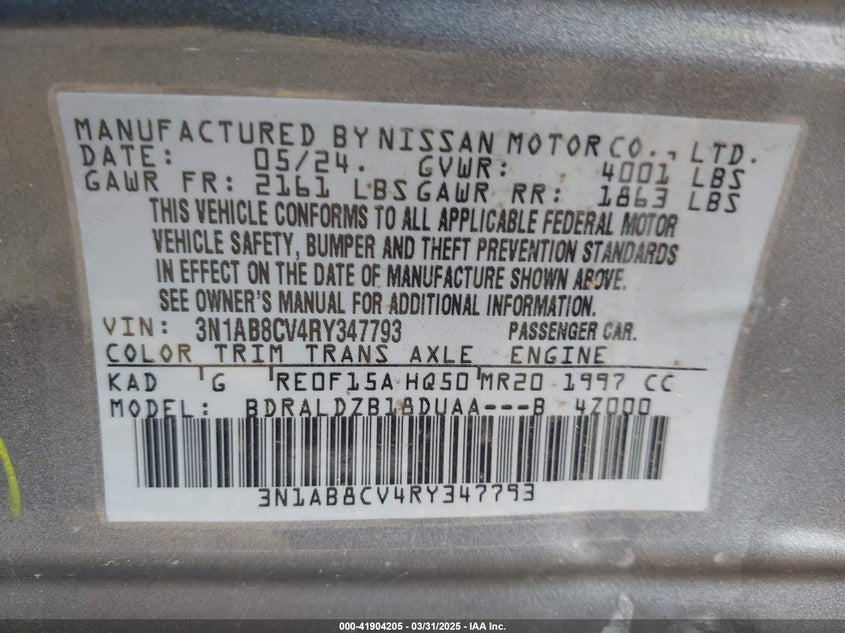 MANUFACTURED BY NISSAN MOTOR CO., LTD.
DATE: 05/24. GVWR: 4001 LBS
GAWR FR: 2161 LBS GAWR RR: 1863 LBS
THIS VEHICLE CONFORMS TO ALL APPLICABLE FEDERAL MOTOR
VEHICLE SAFETY, BUMPER AND THEFT PREVENTION STANDARDS
IN EFFECT ON THE DATE OF MANUFACTURE SHOWN ABOVE.
SEE OWNER'S MANUAL FOR ADDITIONAL INFORMATION.
VIN: 3N1AB8CV4RY347793 PASSENGER CAR.
COLOR TRIM TRANS AXLE ENGINE
KAD G RE0F15A HQ50 MR20 1997 CC
MODEL: BDRALDZB18DUAA---B 4Z000
3N1AB8CV4RY347793
000-41904205 - 03/31/2025 - IAA Inc.